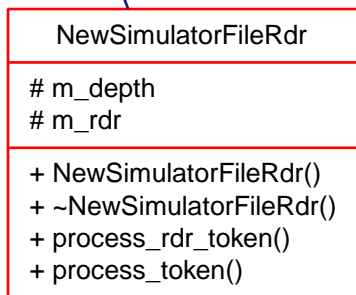 NewSimulatorFileRdr
# m_depth
# m_rdr
+ NewSimulatorFileRdr()
+ ~NewSimulatorFileRdr()
+ process_rdr_token()
+ process_token()